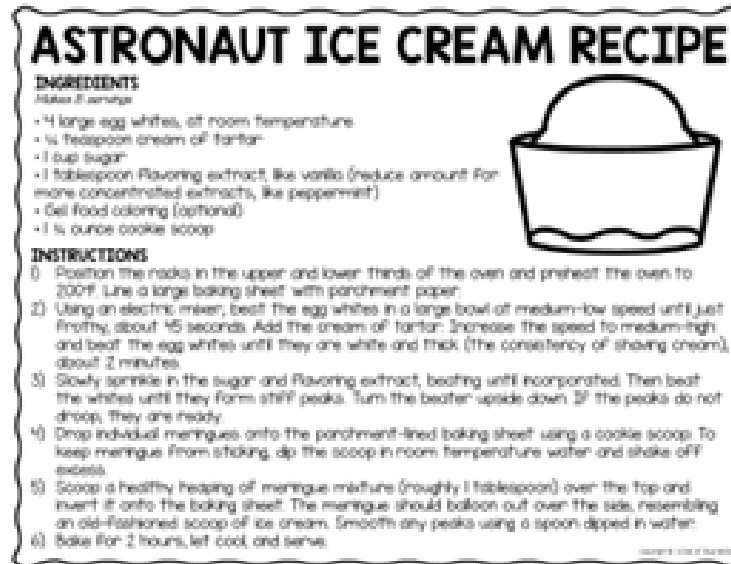 ASTRONAUT ICE CREAM RECIPE
INGREDIENTS
Makes 8 servings
• 4 large egg whites, at room temperature
• ¼ teaspoon cream of tartar
• 1 cup sugar
• 1 tablespoon flavoring extract, like vanilla (reduce amount for
more concentrated extracts, like peppermint)
• Gel food coloring (optional)
• 1 ¾ ounce cookie scoop
INSTRUCTIONS
1) Position the racks in the upper and lower thirds of the oven and preheat the oven to
200°F. Line a large baking sheet with parchment paper.
2) Using an electric mixer, beat the egg whites in a large bowl at medium-low speed until just
frothy, about 45 seconds. Add the cream of tartar. Increase the speed to medium-high
and beat the egg whites until they are white and thick (the consistency of shaving cream),
about 2 minutes.
3) Slowly sprinkle in the sugar and flavoring extract, beating until incorporated. Then beat
the whites until they form stiff peaks. Turn the beater upside down. If the peaks do not
droop, they are ready.
4) Drop individual meringues onto the parchment-lined baking sheet using a cookie scoop. To
keep meringue from sticking, dip the scoop in room temperature water and shake off
excess.
5) Scoop a healthy heaping of meringue mixture (roughly 1 tablespoon) over the top and
invert it onto the baking sheet. The meringue should balloon out over the side, resembling
an old-fashioned scoop of ice cream. Smooth any peaks using a spoon dipped in water.
6) Bake for 2 hours, let cool, and serve.